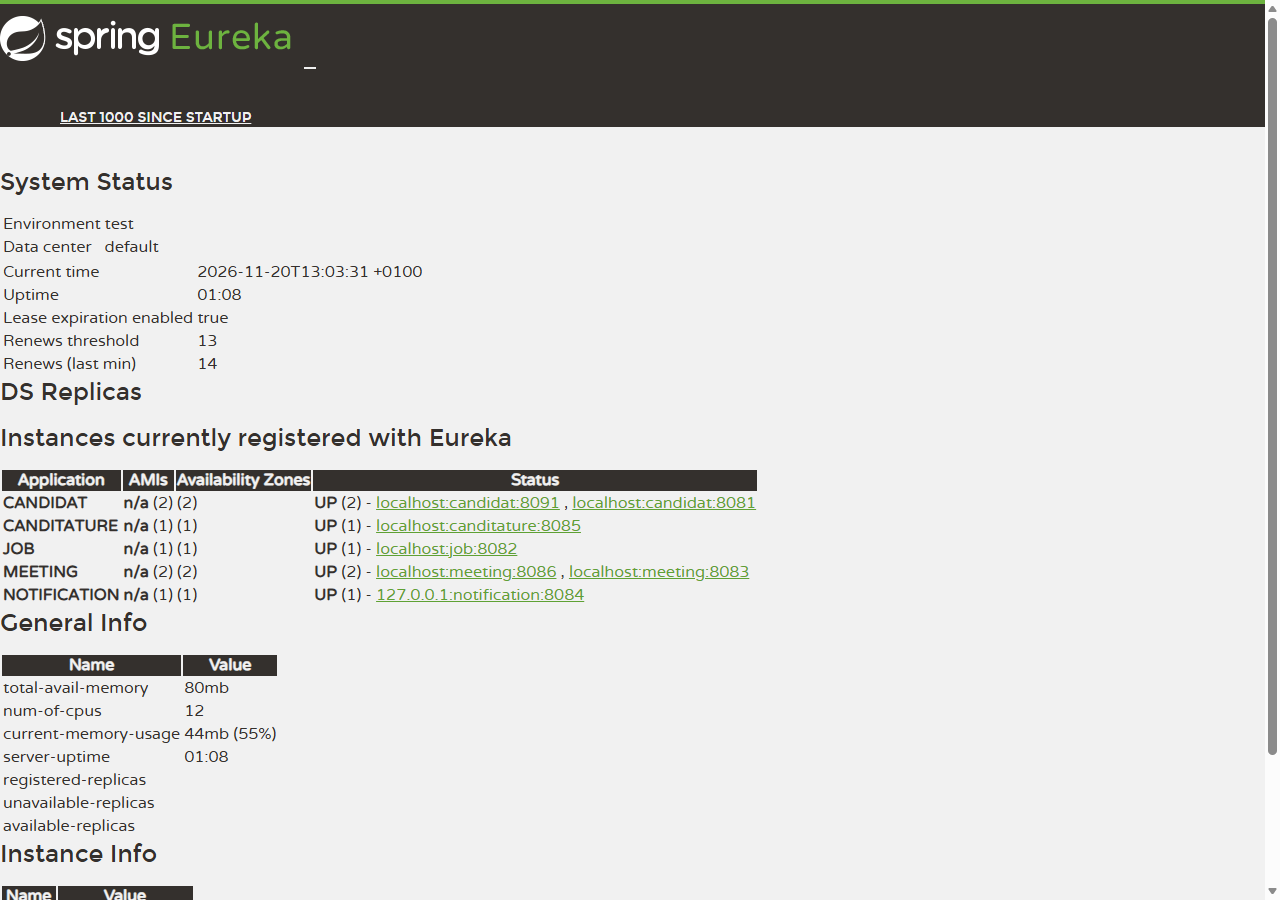 spring Eureka
LAST 1000 SINCE STARTUP
System Status
Environment test
Data center default
Current time 2026-11-20T13:03:31 +0100
Uptime 01:08
Lease expiration enabled true
Renews threshold 13
Renews (last min) 14
DS Replicas
Instances currently registered with Eureka
Application AMIs Availability Zones Status
CANDIDAT n/a (2) (2) UP (2) - localhost:candidat:8091 , localhost:candidat:8081
CANDITATURE n/a (1) (1) UP (1) - localhost:canditature:8085
JOB n/a (1) (1) UP (1) - localhost:job:8082
MEETING n/a (2) (2) UP (2) - localhost:meeting:8086 , localhost:meeting:8083
NOTIFICATION n/a (1) (1) UP (1) - 127.0.0.1:notification:8084
General Info
Name Value
total-avail-memory 80mb
num-of-cpus 12
current-memory-usage 44mb (55%)
server-uptime 01:08
registered-replicas
unavailable-replicas
available-replicas
Instance Info
Name Value